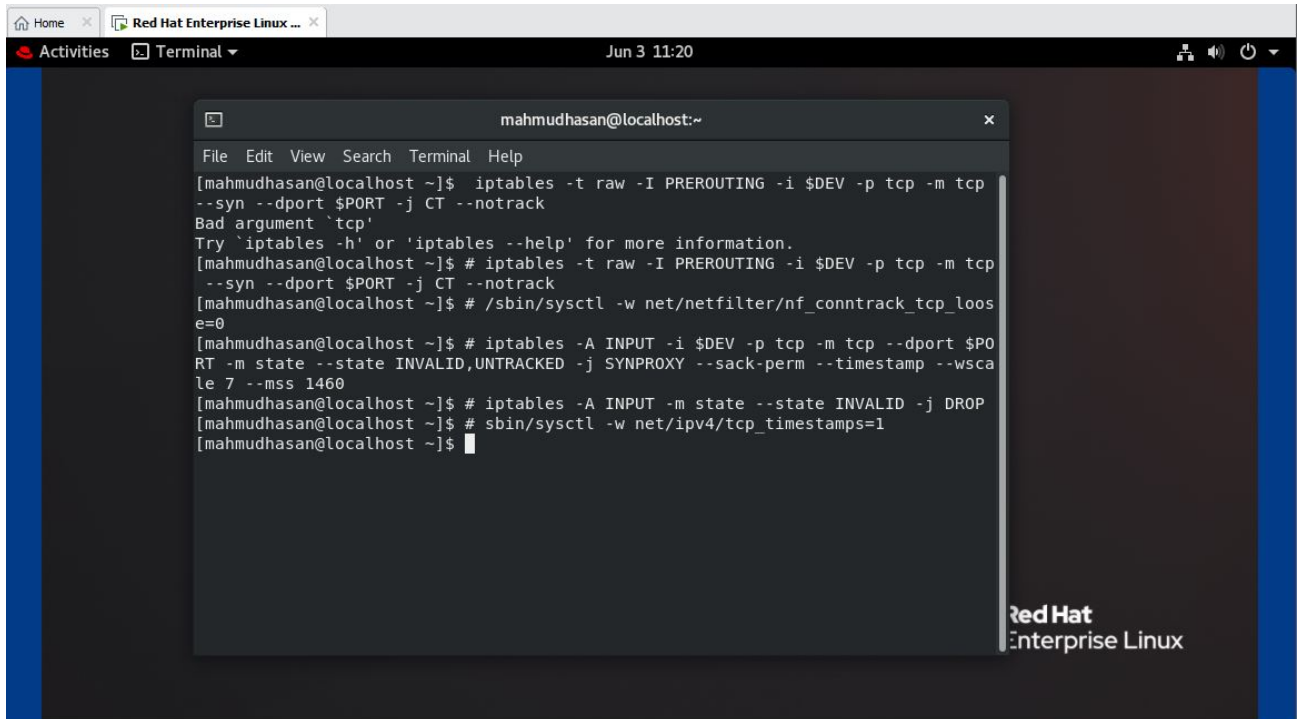 Home
Red Hat Enterprise Linux ...
Activities Terminal Jun 3 11:20
mahmudhasan@localhost:~
File Edit View Search Terminal Help
[mahmudhasan@localhost ~]$  iptables -t raw -I PREROUTING -i $DEV -p tcp -m tcp
--syn --dport $PORT -j CT --notrack
Bad argument `tcp'
Try `iptables -h' or 'iptables --help' for more information.
[mahmudhasan@localhost ~]$ # iptables -t raw -I PREROUTING -i $DEV -p tcp -m tcp
 --syn --dport $PORT -j CT --notrack
[mahmudhasan@localhost ~]$ # /sbin/sysctl -w net/netfilter/nf_conntrack_tcp_loos
e=0
[mahmudhasan@localhost ~]$ # iptables -A INPUT -i $DEV -p tcp -m tcp --dport $PO
RT -m state --state INVALID,UNTRACKED -j SYNPROXY --sack-perm --timestamp --wsca
le 7 --mss 1460
[mahmudhasan@localhost ~]$ # iptables -A INPUT -m state --state INVALID -j DROP
[mahmudhasan@localhost ~]$ # sbin/sysctl -w net/ipv4/tcp_timestamps=1
[mahmudhasan@localhost ~]$
Red Hat
Enterprise Linux